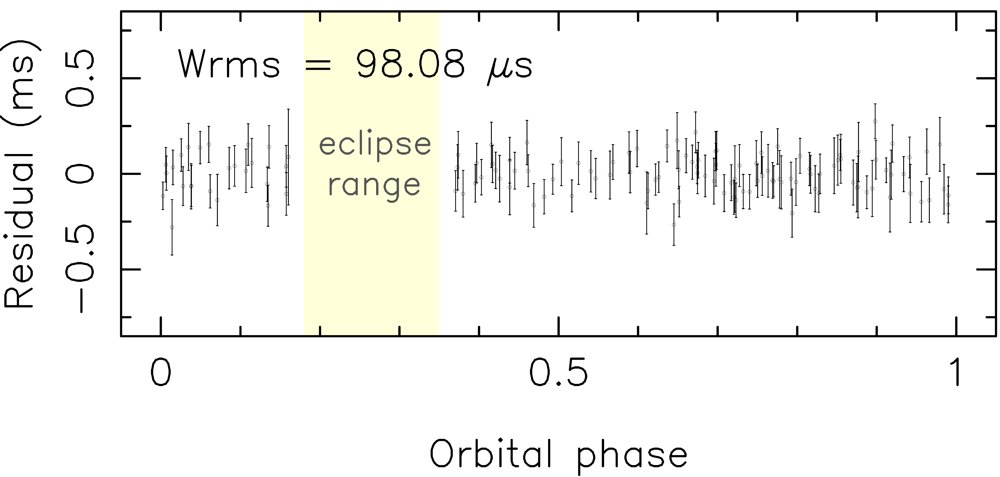 Residual (ms)
0.5
0
−0.5
Wrms = 98.08 μs
eclipse
range
0
0.5
1
Orbital phase